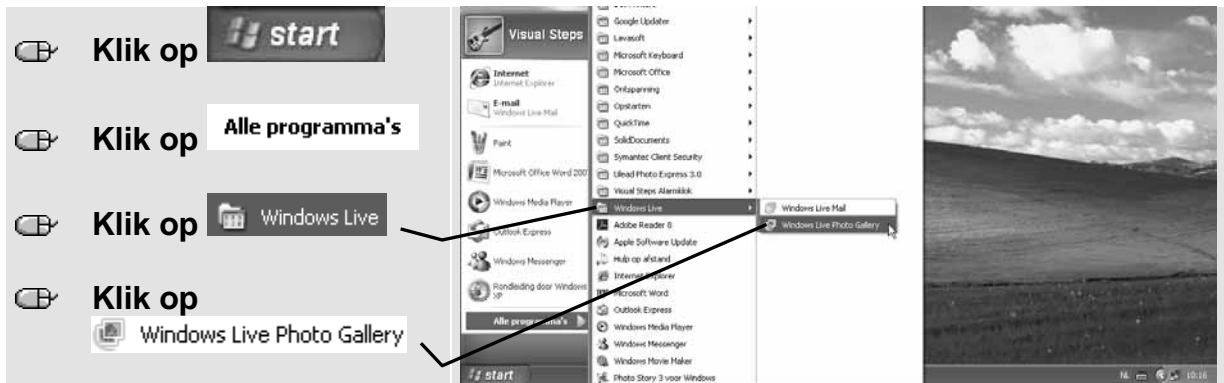 Klik op start
Klik op Alle programma's
Klik op Windows Live
Klik op
Windows Live Photo Gallery
Visual Steps
Internet
Internet Explorer
E-mail
Windows Live Mail
Paint
Microsoft Office Word 200
Windows Media Player
Outlook Express
Windows Messenger
Rondleiding door Windows
XP
Alle programma's
start
Google Updater
Lavasoft
Microsoft Keyboard
Microsoft Office
Ontspanning
Opstarten
QuickTime
SolidDocuments
Symantec Client Security
Ulead Photo Express 3.0
Visual Steps Alarmklok
Windows Live
Adobe Reader 8
Apple Software Update
Hulp op afstand
Internet Explorer
Microsoft Word
Outlook Express
Windows Media Player
Windows Messenger
Windows Movie Maker
Photo Story 3 voor Windows
Windows Live Mail
Windows Live Photo Gallery
NL
10:16